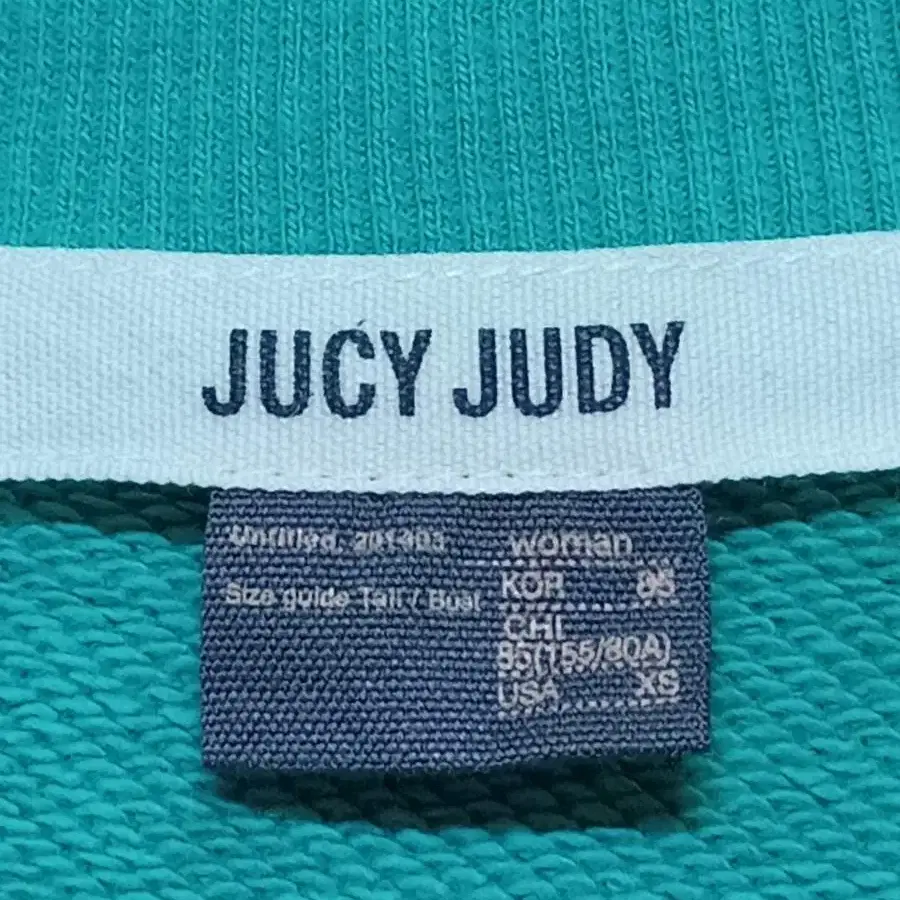 JUCY JUDY
Untitled. 201403
Size guide Tall / Bust
woman
KOR 85
CHI
85(155/80A)
USA XS